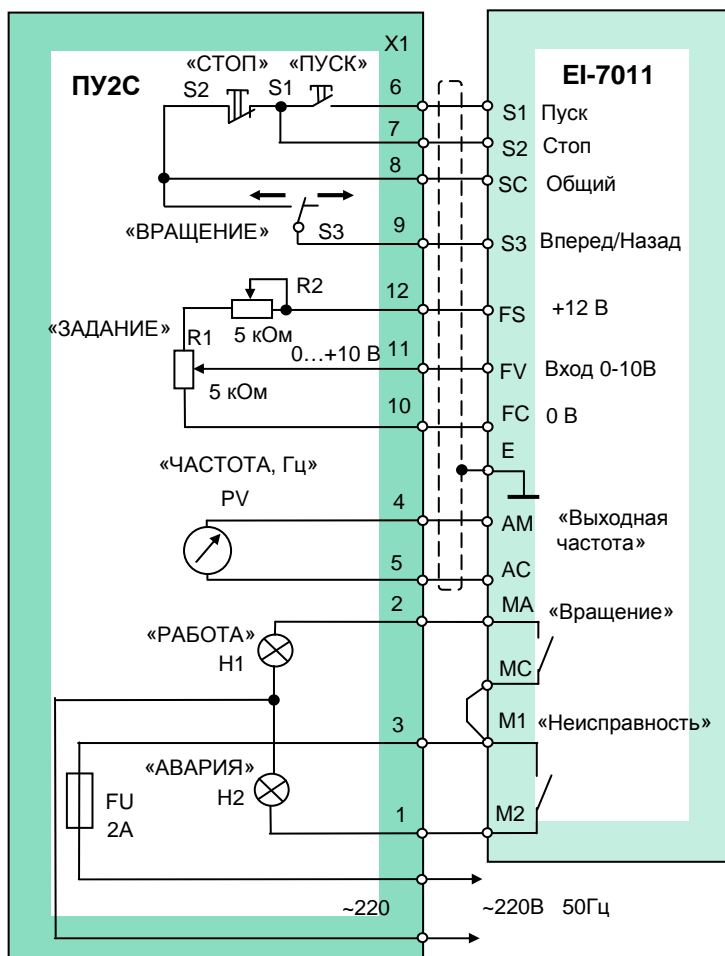 X1
ПУ2С
EI-7011
«СТОП» «ПУСК»
S2 S1 6
S1 Пуск
7
S2 Стоп
8
SC Общий
«ВРАЩЕНИЕ»
S3 9
S3 Вперед/Назад
R2 12
FS +12 В
«ЗАДАНИЕ»
5 кОм
R1 0...+10 В 11
FV Вход 0-10В
5 кОм
10
FC 0 В
E
«ЧАСТОТА, Гц»
PV 4
AM «Выходная
частота»
5
AC
2
MA «Вращение»
«РАБОТА»
H1
MC
3
M1 «Неисправность»
«АВАРИЯ»
H2
FU
2А
1
M2
~220 ~220В 50Гц